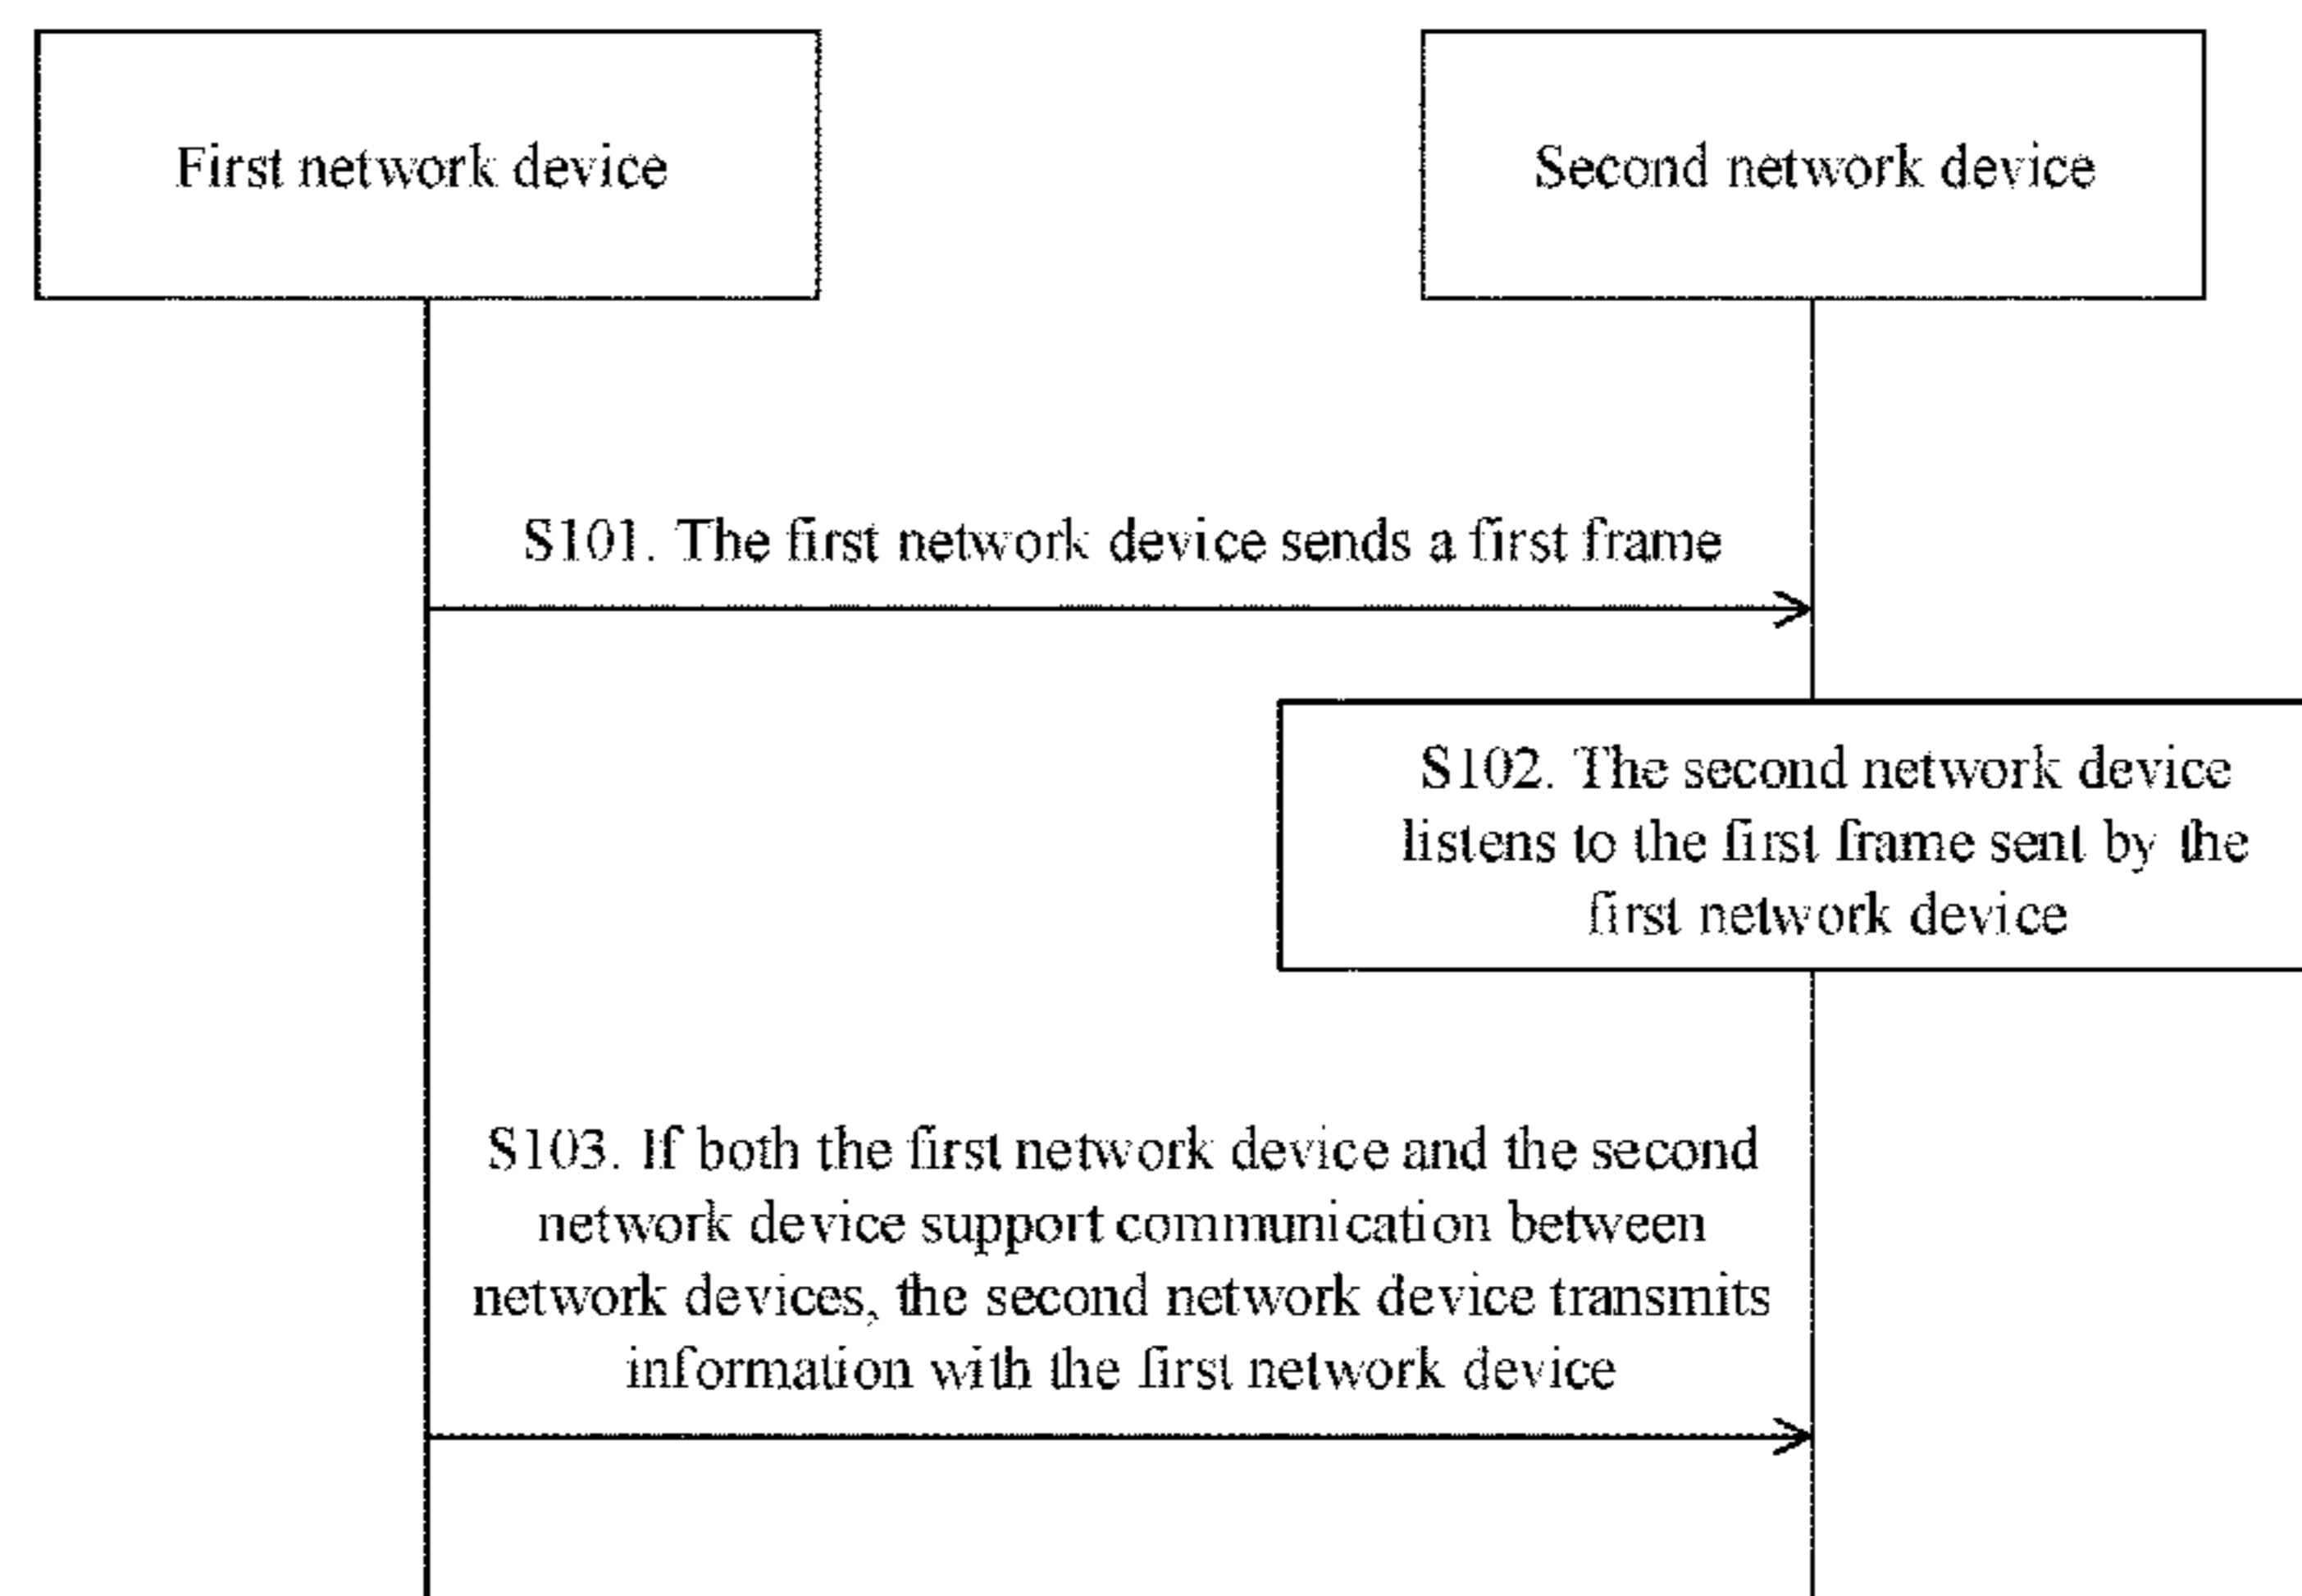 First network device
Second network device
S101. The first network device sends a first frame
S102. The second network device
listens to the first frame sent by the
first network device
S103. If both the first network device and the second
network device support communication between
network devices, the second network device transmits
information with the first network device